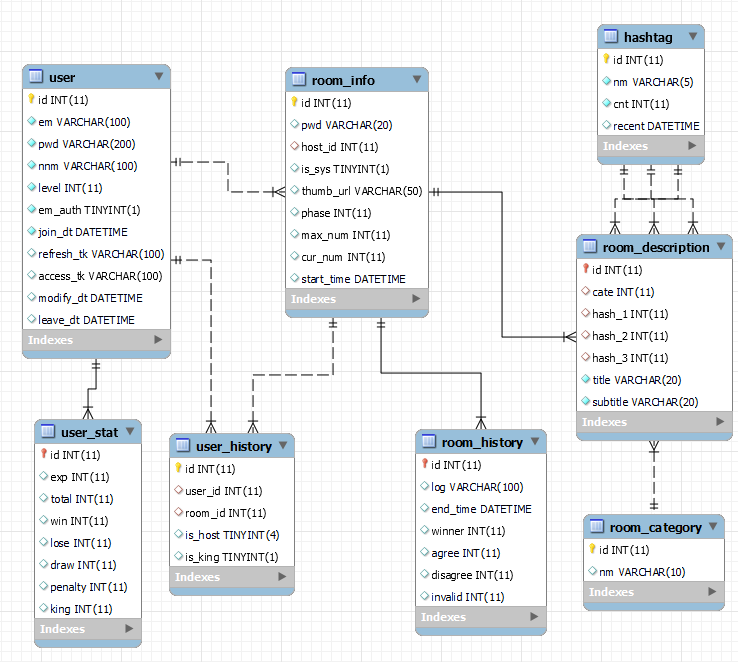 user
id INT(11)
em VARCHAR(100)
pwd VARCHAR(200)
nnm VARCHAR(100)
level INT(11)
em_auth TINYINT(1)
join_dt DATETIME
refresh_tk VARCHAR(100)
access_tk VARCHAR(100)
modify_dt DATETIME
leave_dt DATETIME
Indexes
room_info
id INT(11)
pwd VARCHAR(20)
host_id INT(11)
is_sys TINYINT(1)
thumb_url VARCHAR(50)
phase INT(11)
max_num INT(11)
cur_num INT(11)
start_time DATETIME
Indexes
hashtag
id INT(11)
nm VARCHAR(5)
cnt INT(11)
recent DATETIME
Indexes
room_description
id INT(11)
cate INT(11)
hash_1 INT(11)
hash_2 INT(11)
hash_3 INT(11)
title VARCHAR(20)
subtitle VARCHAR(20)
Indexes
user_stat
id INT(11)
exp INT(11)
total INT(11)
win INT(11)
lose INT(11)
draw INT(11)
penalty INT(11)
king INT(11)
Indexes
user_history
id INT(11)
user_id INT(11)
room_id INT(11)
is_host TINYINT(4)
is_king TINYINT(1)
Indexes
room_history
id INT(11)
log VARCHAR(100)
end_time DATETIME
winner INT(11)
agree INT(11)
disagree INT(11)
invalid INT(11)
Indexes
room_category
id INT(11)
nm VARCHAR(10)
Indexes